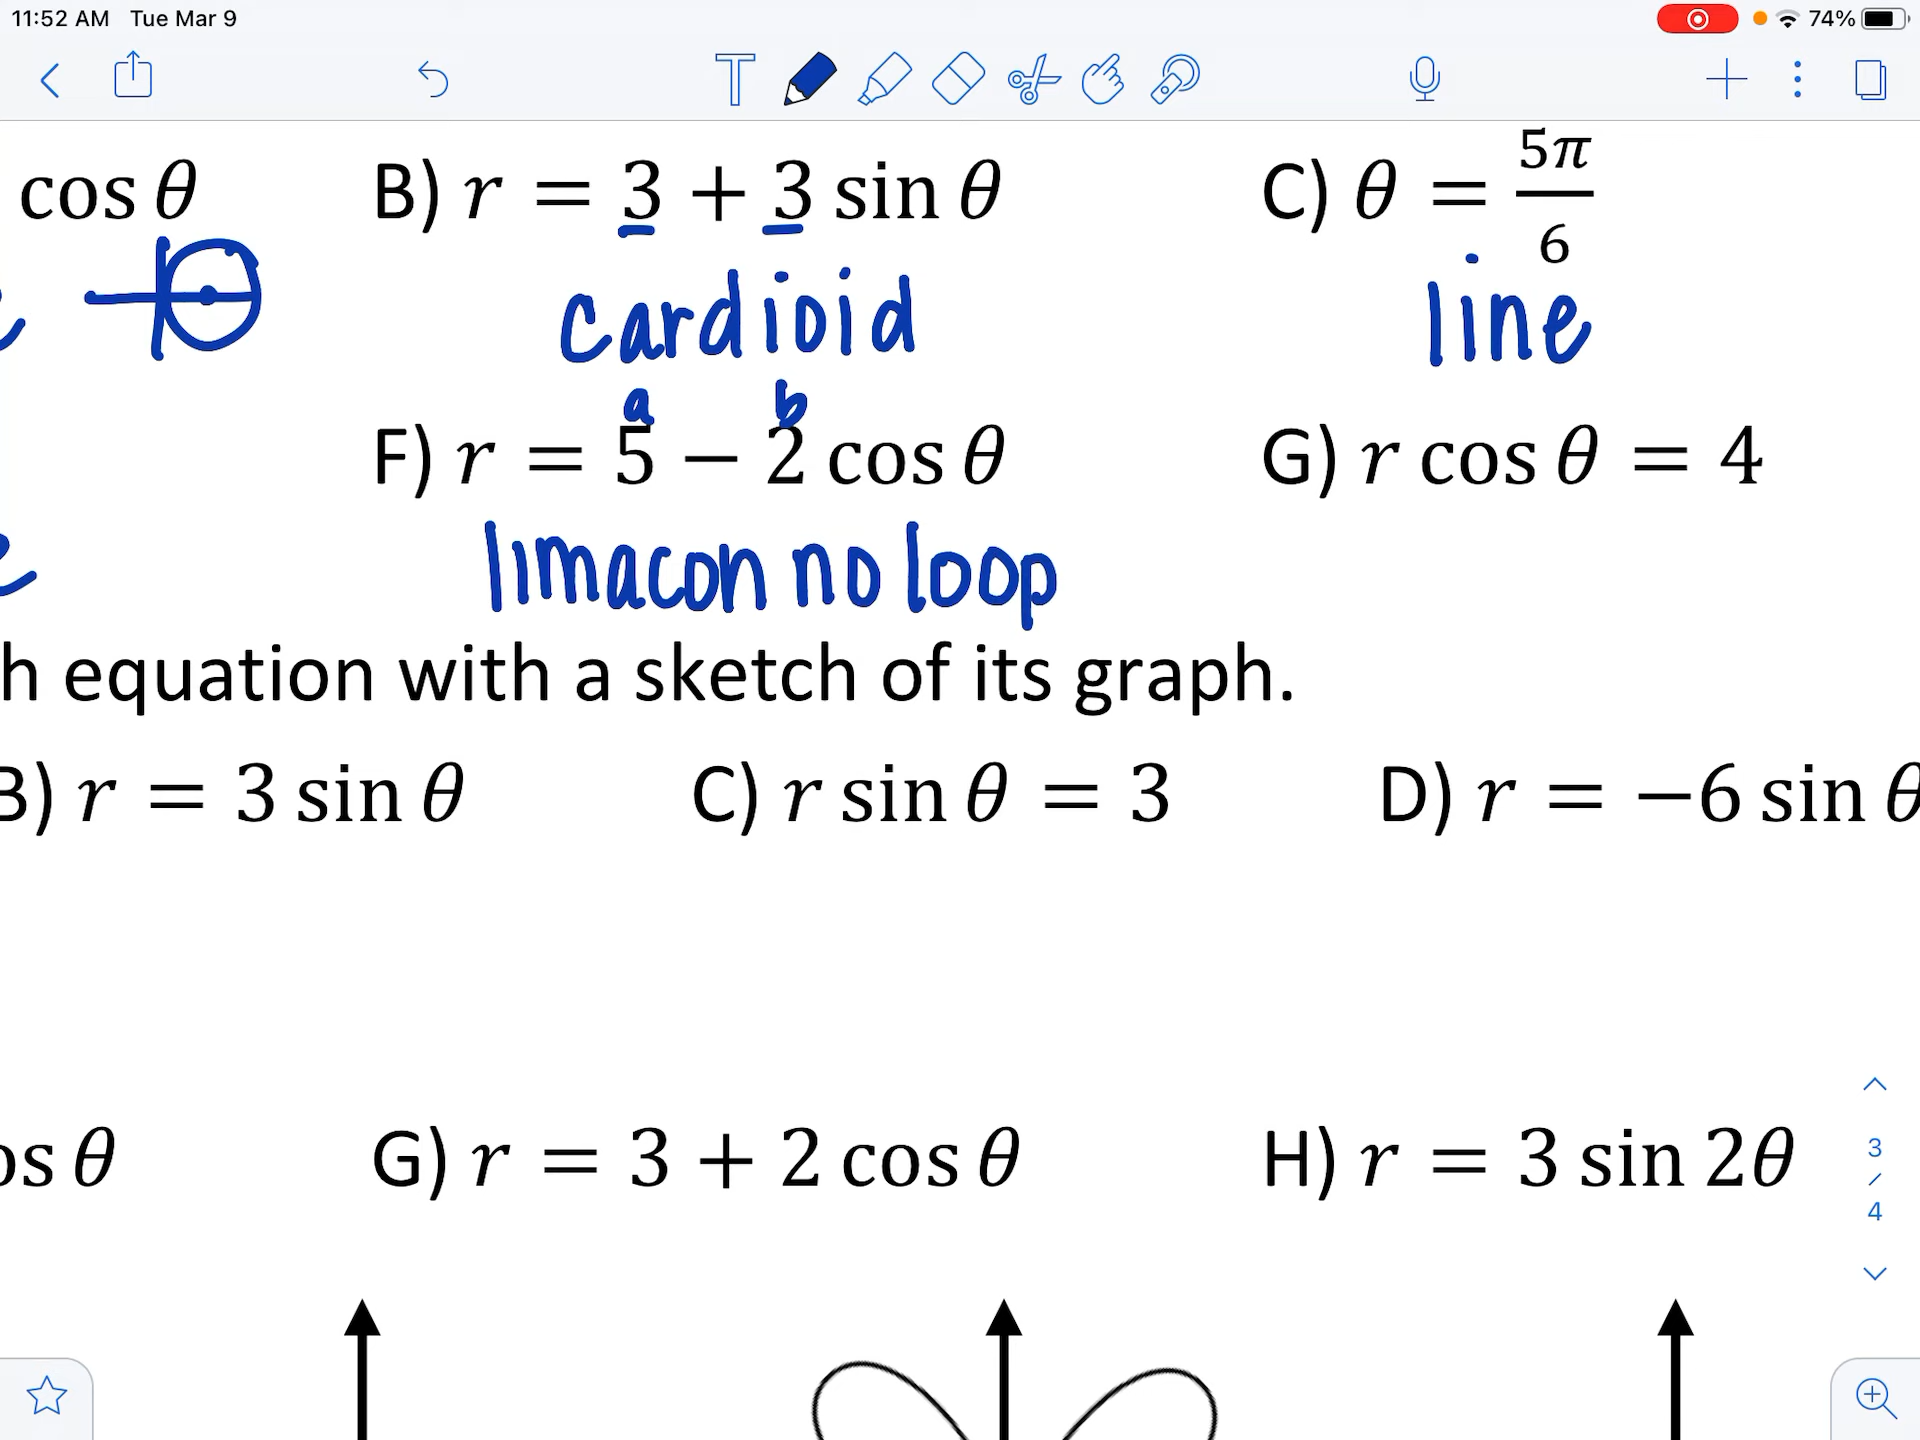 11:52 AM Tue Mar 9 74%
T
cos θ B) r = 3 + 3 sin θ C) θ = 5π/6
cardioid line
a b
F) r = 5 − 2 cos θ G) r cos θ = 4
limacon no loop
h equation with a sketch of its graph.
B) r = 3 sin θ C) r sin θ = 3 D) r = −6 sin θ
os θ G) r = 3 + 2 cos θ H) r = 3 sin 2θ
3
/
4